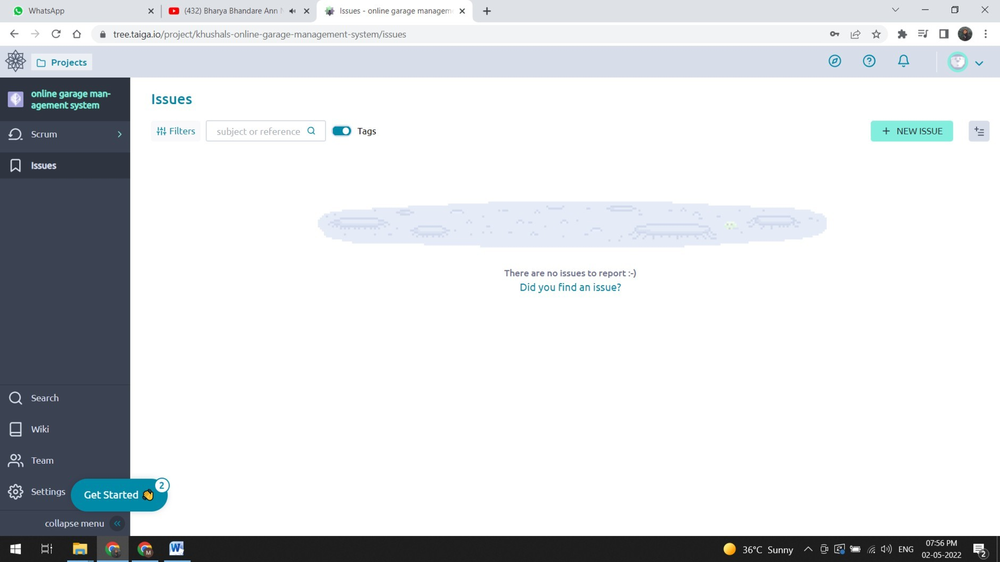 WhatsApp
(432) Bharya Bhandare Ann
Issues - online garage managem
tree.taiga.io/project/khushals-online-garage-management-system/issues
Projects
online garage man-
agement system
Scrum
Issues
Search
Wiki
Team
Settings
Get Started
2
collapse menu
Issues
Filters
subject or reference
Tags
+ NEW ISSUE
There are no issues to report :-)
Did you find an issue?
M
W
36°C Sunny
ENG
07:56 PM
02-05-2022
2